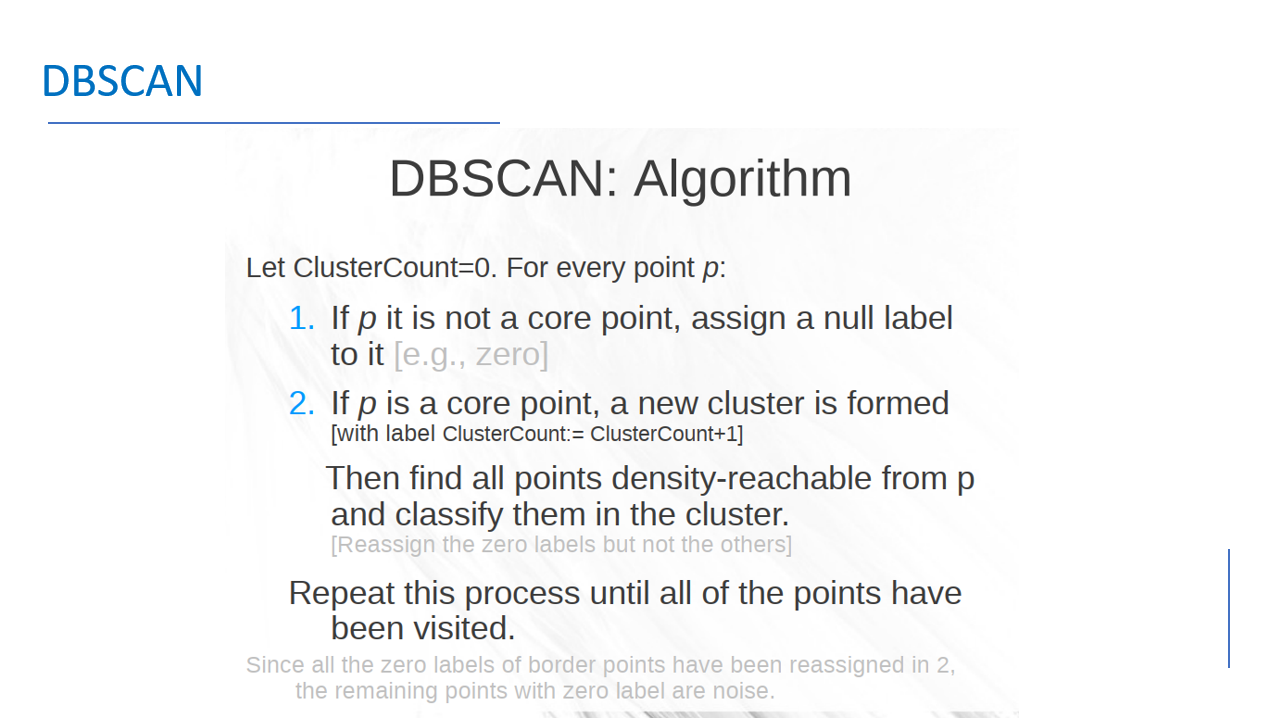 DBSCAN
DBSCAN: Algorithm
Let ClusterCount=0. For every point p:
1. If p it is not a core point, assign a null label
to it [e.g., zero]
2. If p is a core point, a new cluster is formed
[with label ClusterCount:= ClusterCount+1]
Then find all points density-reachable from p
and classify them in the cluster.
[Reassign the zero labels but not the others]
Repeat this process until all of the points have
been visited.
Since all the zero labels of border points have been reassigned in 2,
the remaining points with zero label are noise.